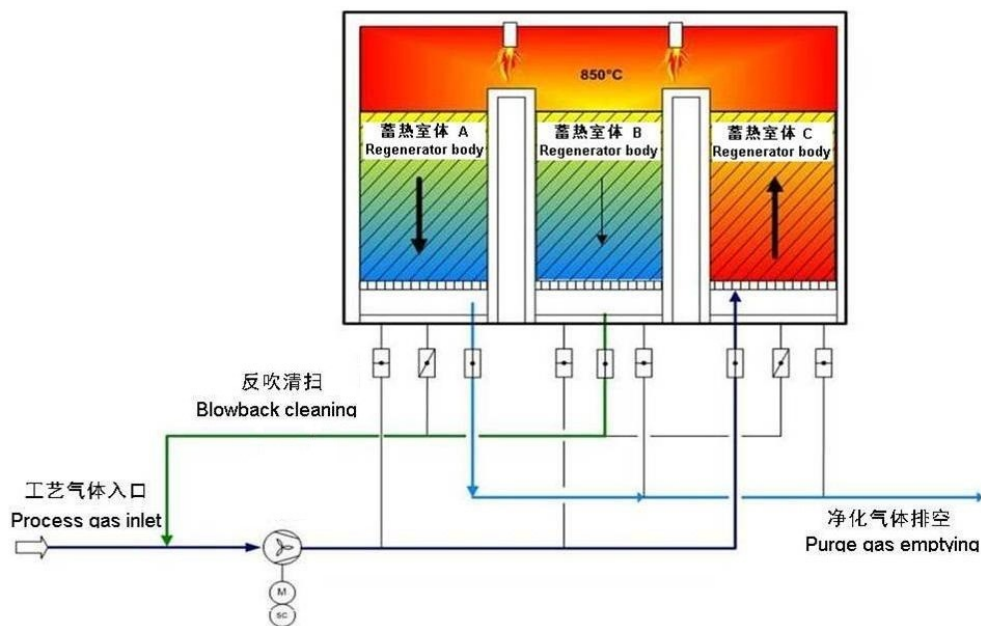 850°C
蓄热室体 A
Regenerator body
蓄热室体 B
Regenerator body
蓄热室体 C
Regenerator body
反吹清扫
Blowback cleaning
工艺气体入口
Process gas inlet
净化气体排空
Purge gas emptying
M
SC